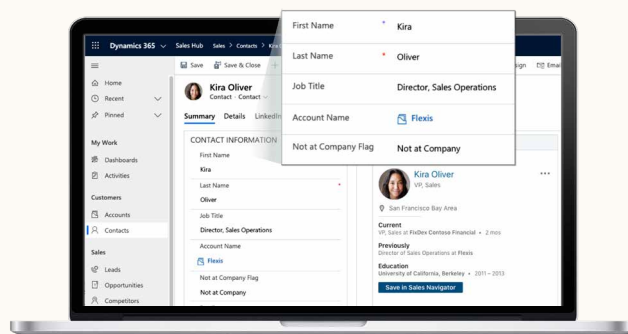 Dynamics 365
Sales Hub
Sales > Contacts >
First Name * Kira
Last Name * Oliver
Job Title Director, Sales Operations
Account Name Flexis
Not at Company Flag Not at Company
Save
Save & Close
Home
Recent
Pinned
My Work
Dashboards
Activities
Customers
Accounts
Contacts
Sales
Leads
Opportunities
Competitors
Kira Oliver
Contact · Contact
Summary Details LinkedIn
CONTACT INFORMATION
First Name
Kira
Last Name *
Oliver
Job Title
Director, Sales Operations
Account Name
Flexis
Not at Company Flag
Not at Company
Kira Oliver
VP, Sales
San Francisco Bay Area
Current
VP, Sales at FixDex Contoso Financial • 2 mos
Previously
Director of Sales Operations at Flexis
Education
University of California, Berkeley • 2011 – 2013
Save in Sales Navigator